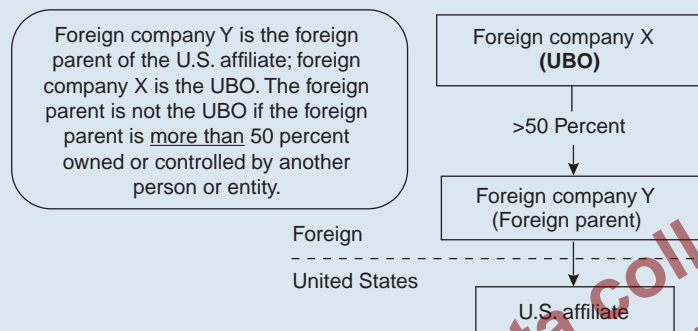 Foreign company Y is the foreign
parent of the U.S. affiliate; foreign
company X is the UBO. The foreign
parent is not the UBO if the foreign
parent is more than 50 percent
owned or controlled by another
person or entity.
Foreign company X
(UBO)
>50 Percent
Foreign company Y
(Foreign parent)
Foreign
United States
U.S. affiliate